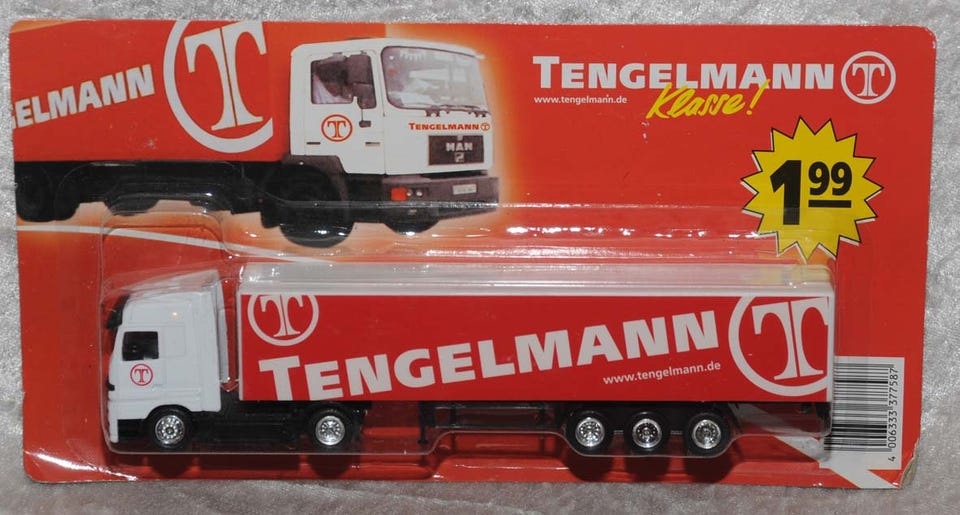 ELMANN
T
T
TENGELMANN T
MAN
TENGELMANN T
www.tengelmann.de
Klasse!
1 99
T
T
TENGELMANN
www.tengelmann.de
T
4 006333 377587